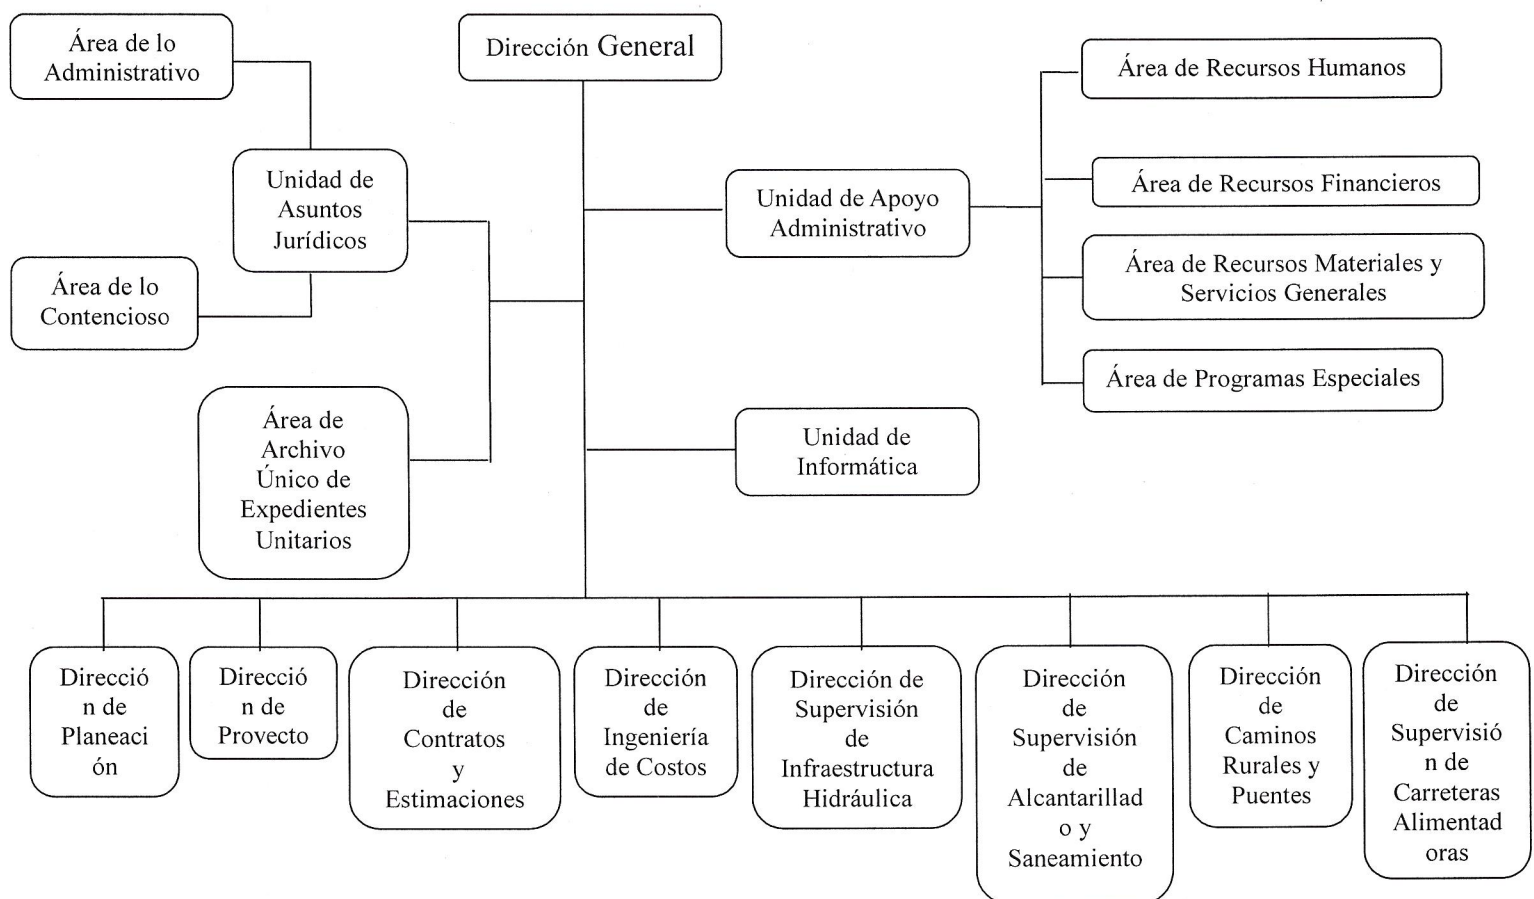 Área de lo
Administrativo
Dirección General
Área de Recursos Humanos
Unidad de
Asuntos
Jurídicos
Unidad de Apoyo
Administrativo
Área de Recursos Financieros
Área de Recursos Materiales y
Servicios Generales
Área de lo
Contencioso
Área de Programas Especiales
Área de
Archivo
Único de
Expedientes
Unitarios
Unidad de
Informática
Direcció
n de
Planeaci
ón
Direcció
n de
Provecto
Dirección
de
Contratos
y
Estimaciones
Dirección
de
Ingeniería
de Costos
Dirección de
Supervisión
de
Infraestructura
Hidráulica
Dirección
de
Supervisión
de
Alcantarillad
o y
Saneamiento
Dirección
de
Caminos
Rurales y
Puentes
Dirección
de
Supervisió
n de
Carreteras
Alimentad
oras